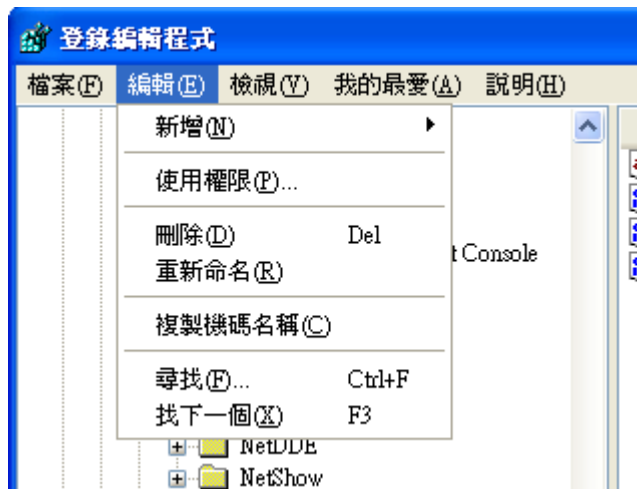 登錄編輯程式
檔案(F) 編輯(E) 檢視(V) 我的最愛(A) 說明(H)
新增(N)
使用權限(P)...
刪除(D) Del
t Console
重新命名(R)
複製機碼名稱(C)
尋找(F)... Ctrl+F
找下一個(X) F3
NetDDE
NetShow